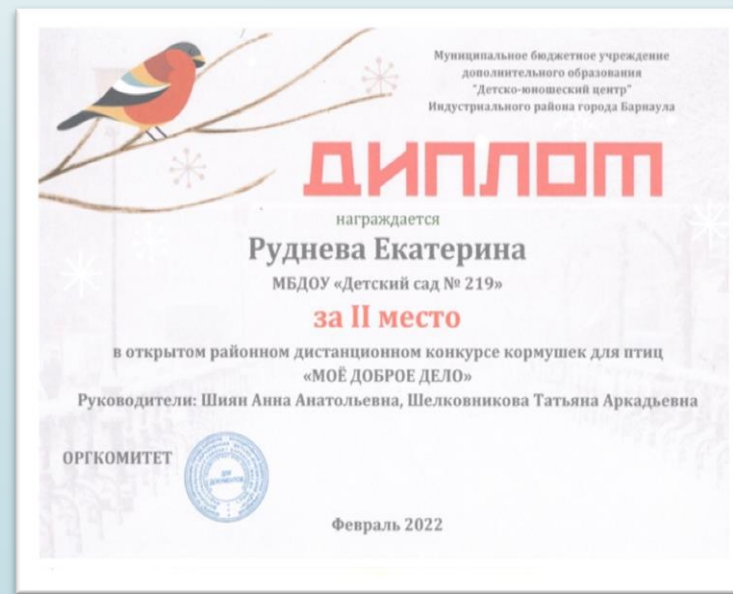 Муниципальное бюджетное учреждение
дополнительного образования
"Детско-юношеский центр"
Индустриального района города Барнаула
ДИПЛОМ
награждается
Руднева Екатерина
МБДОУ «Детский сад № 219»
за II место
в открытом районном дистанционном конкурсе кормушек для птиц
«МОЁ ДОБРОЕ ДЕЛО»
Руководители: Шиян Анна Анатольевна, Шелковникова Татьяна Аркадьевна
ОРГКОМИТЕТ
ДЛЯ
ДОКУМЕНТОВ
Февраль 2022